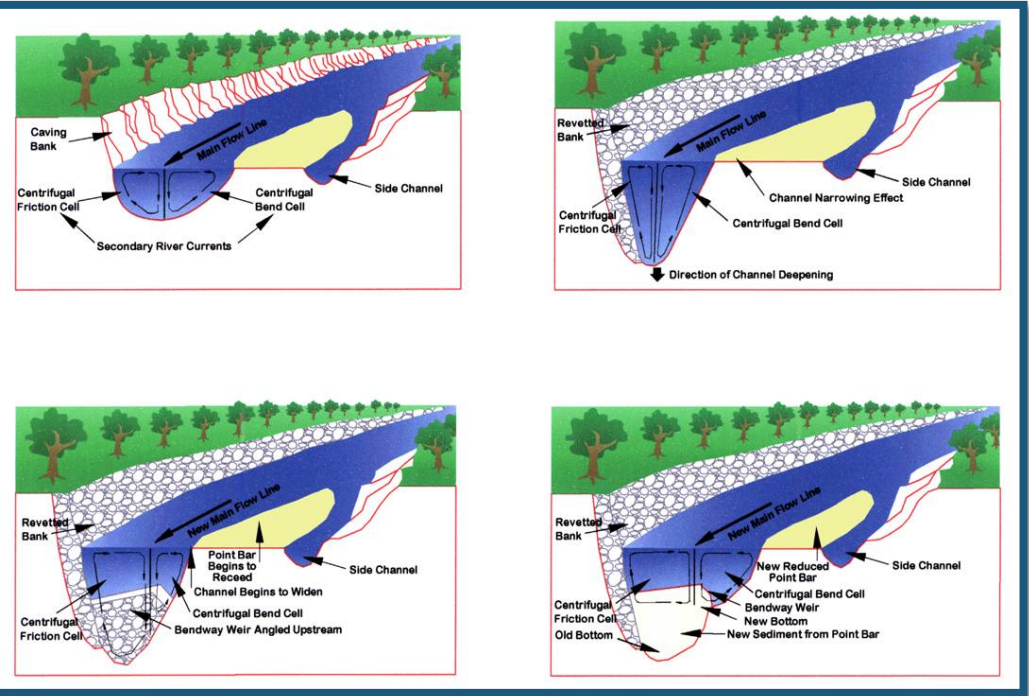 Caving
Bank
Main Flow Line
Centrifugal
Friction Cell
Centrifugal
Bend Cell
Side Channel
Secondary River Currents
Revetted
Bank
Main Flow Line
Side Channel
Channel Narrowing Effect
Centrifugal
Friction Cell
Centrifugal Bend Cell
Direction of Channel Deepening
Revetted
Bank
New Main Flow Line
Point Bar
Begins to
Receed
Side Channel
Channel Begins to Widen
Centrifugal Bend Cell
Centrifugal
Friction Cell
Bendway Weir Angled Upstream
Revetted
Bank
New Main Flow Line
New Reduced
Point Bar
Side Channel
Centrifugal Bend Cell
Centrifugal
Friction Cell
Bendway Weir
New Bottom
Old Bottom
New Sediment from Point Bar